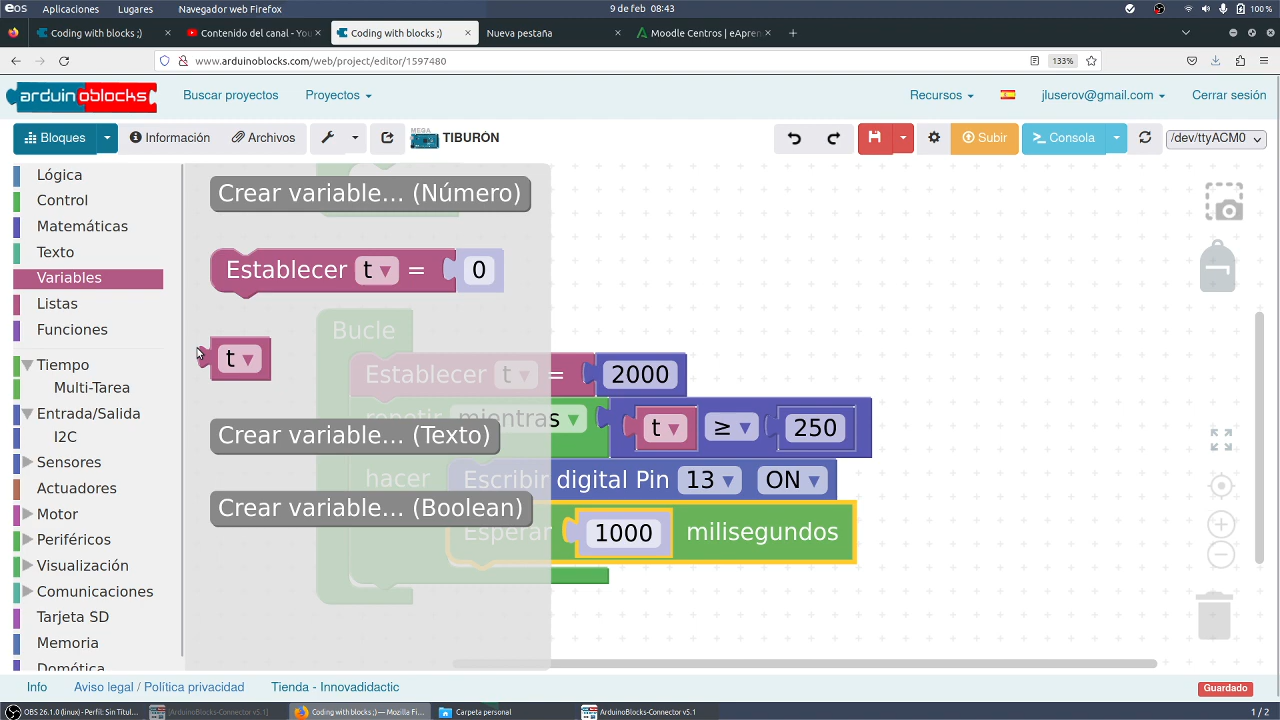 eos Aplicaciones Lugares Navegador web Firefox 9 de feb 08:43 100 %
Coding with blocks ;) × Contenido del canal - You × Coding with blocks ;) × Nueva pestaña × Moodle Centros | eApren × +
www.arduinoblocks.com/web/project/editor/1597480 133%
arduinoblocks Buscar proyectos Proyectos Recursos jluserov@gmail.com Cerrar sesión
Bloques Información Archivos MEGA TIBURÓN Subir Consola /dev/ttyACM0
Lógica
Control
Matemáticas
Texto
Variables
Listas
Funciones
Tiempo
Multi-Tarea
Entrada/Salida
I2C
Sensores
Actuadores
Motor
Periféricos
Visualización
Comunicaciones
Tarjeta SD
Memoria
Domótica
Crear variable... (Número)
Establecer t = 0
t
Crear variable... (Texto)
Crear variable... (Boolean)
Bucle
Establecer t = 2000
repetir mientras t ≥ 250
hacer Escribir digital Pin 13 ON
Esperar 1000 milisegundos
Info Aviso legal / Política privacidad Tienda - Innovadidactic Guardado
OBS 26.1.0 (linux) - Perfil: Sin Titul... [ArduinoBlocks-Connector v5.1] Coding with blocks ;) — Mozilla Fi... Carpeta personal ArduinoBlocks-Connector v5.1 1 / 2